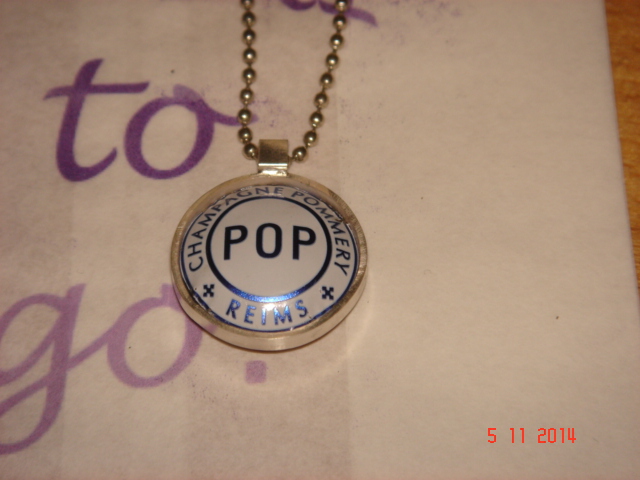 to
CHAMPAGNE POMMERY
POP
REIMS
go.
5 11 2014